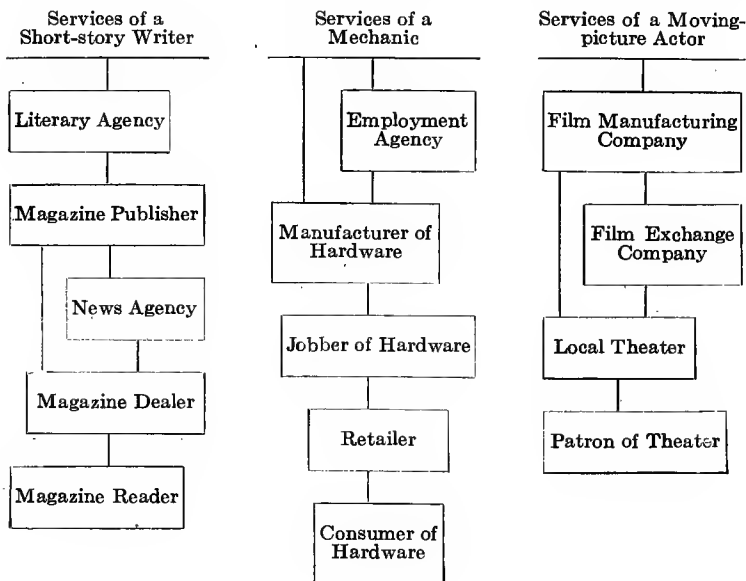 Services of a
Short-story Writer
Literary Agency
Magazine Publisher
News Agency
Magazine Dealer
Magazine Reader
Services of a
Mechanic
Employment
Agency
Manufacturer of
Hardware
Jobber of Hardware
Retailer
Consumer of
Hardware
Services of a Moving-
picture Actor
Film Manufacturing
Company
Film Exchange
Company
Local Theater
Patron of Theater